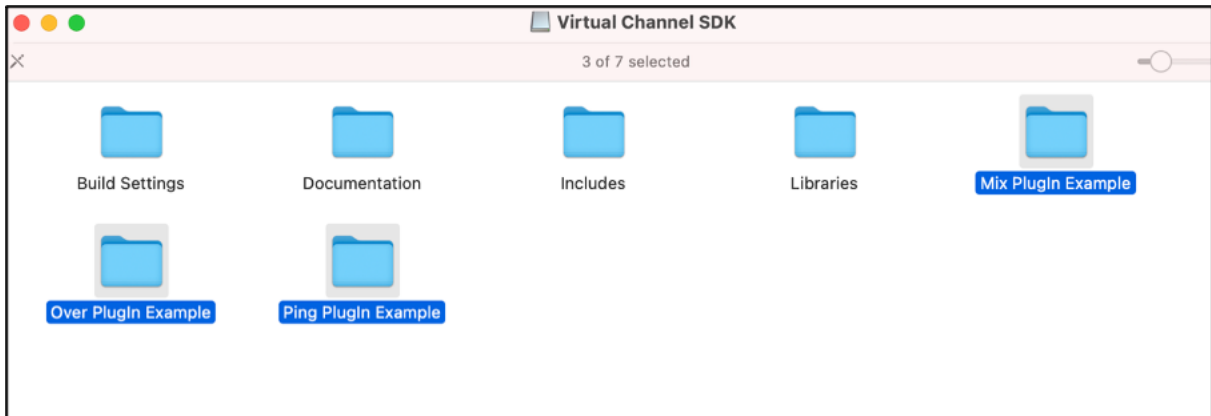 Virtual Channel SDK
3 of 7 selected
Build Settings
Documentation
Includes
Libraries
Mix PlugIn Example
Over PlugIn Example
Ping PlugIn Example